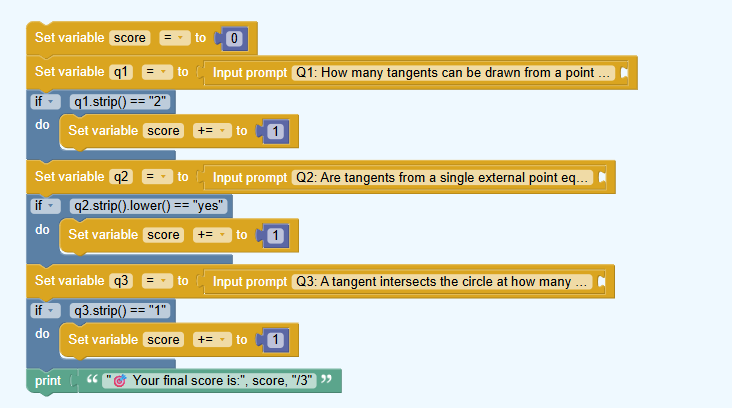 Set variable score = to 0
Set variable q1 = to Input prompt Q1: How many tangents can be drawn from a point ...
if q1.strip() == "2"
do Set variable score += to 1
Set variable q2 = to Input prompt Q2: Are tangents from a single external point eq...
if q2.strip().lower() == "yes"
do Set variable score += to 1
Set variable q3 = to Input prompt Q3: A tangent intersects the circle at how many ...
if q3.strip() == "1"
do Set variable score += to 1
print “ "🎯 Your final score is:", score, "/3" ”